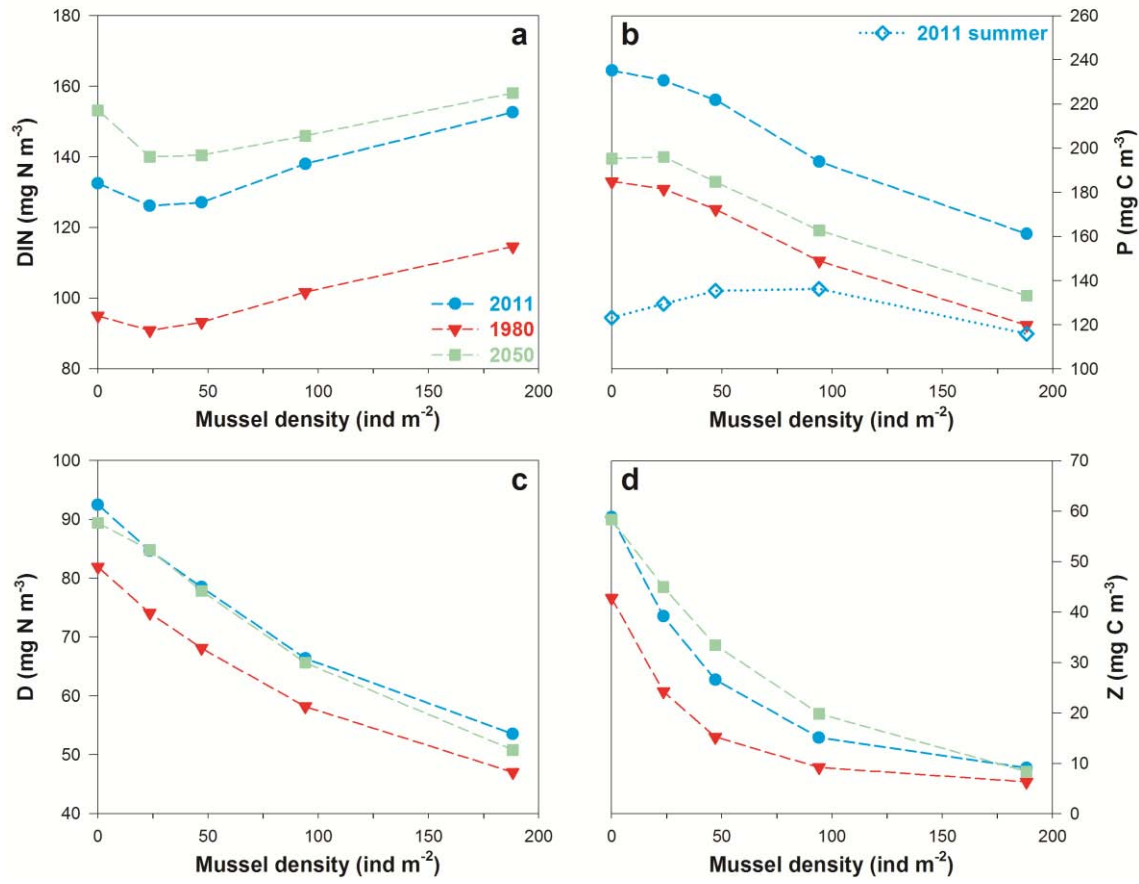 a
180
160
140
120
100
80
DIN (mg N m⁻³)
2011
1980
2050
0 50 100 150 200
Mussel density (ind m⁻²)
b
2011 summer
260
240
220
200
180
160
140
120
100
P (mg C m⁻³)
0 50 100 150 200
Mussel density (ind m⁻²)
c
100
90
80
70
60
50
40
D (mg N m⁻³)
0 50 100 150 200
Mussel density (ind m⁻²)
d
70
60
50
40
30
20
10
0
Z (mg C m⁻³)
0 50 100 150 200
Mussel density (ind m⁻²)